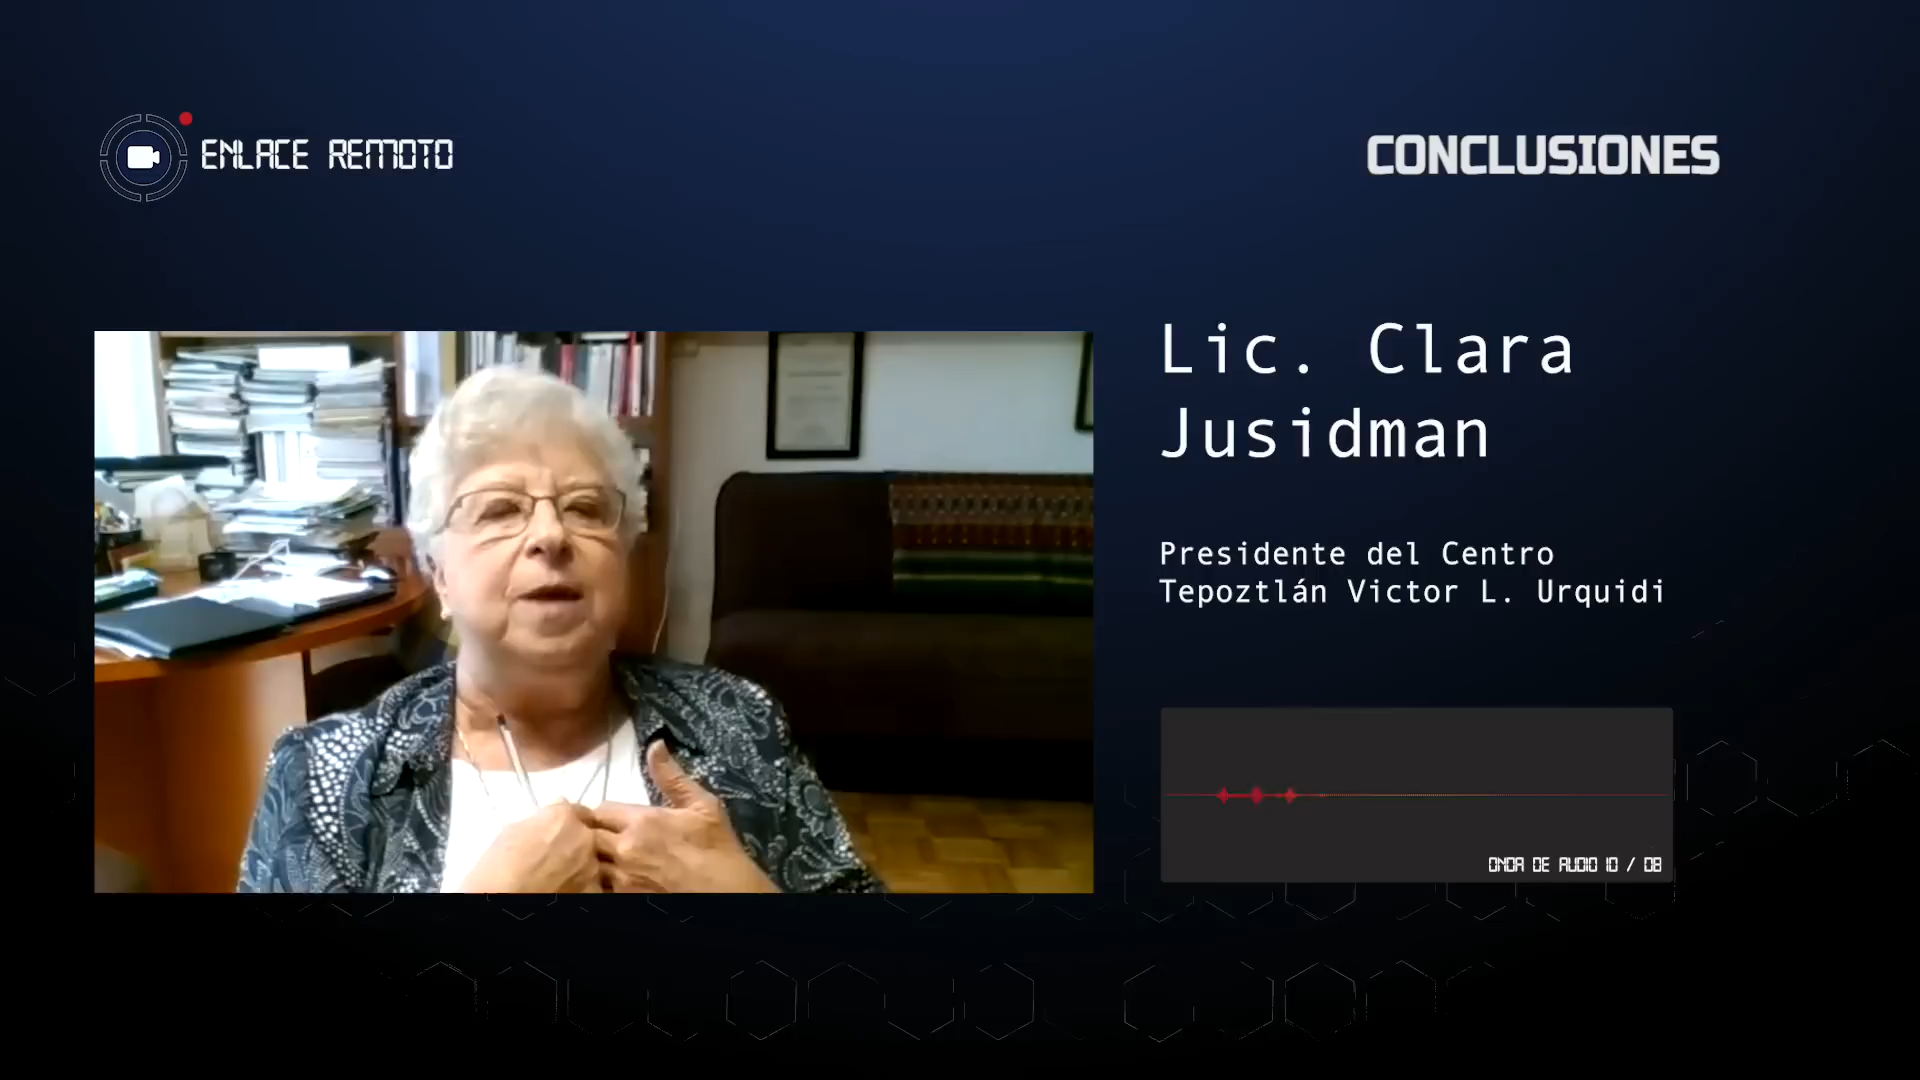 ENLACE REMOTO
CONCLUSIONES
Lic. Clara
Jusidman
Presidente del Centro
Tepoztlán Victor L. Urquidi
ONDA DE AUDIO 10 / 08